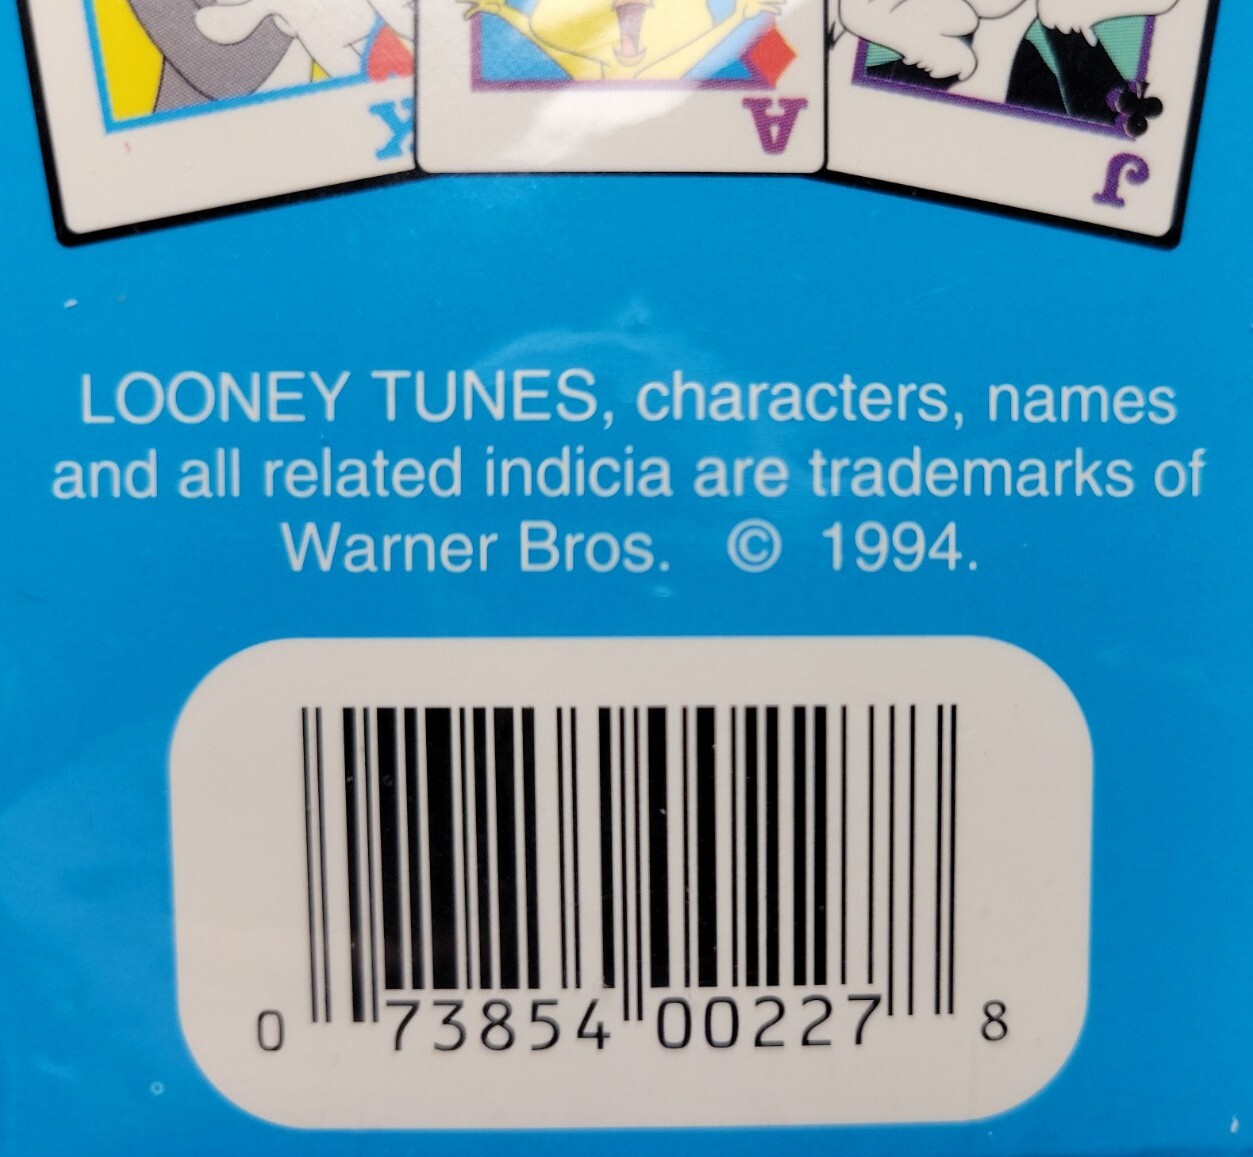 K A J
LOONEY TUNES, characters, names
and all related indicia are trademarks of
Warner Bros. © 1994.
0 73854 00227 8